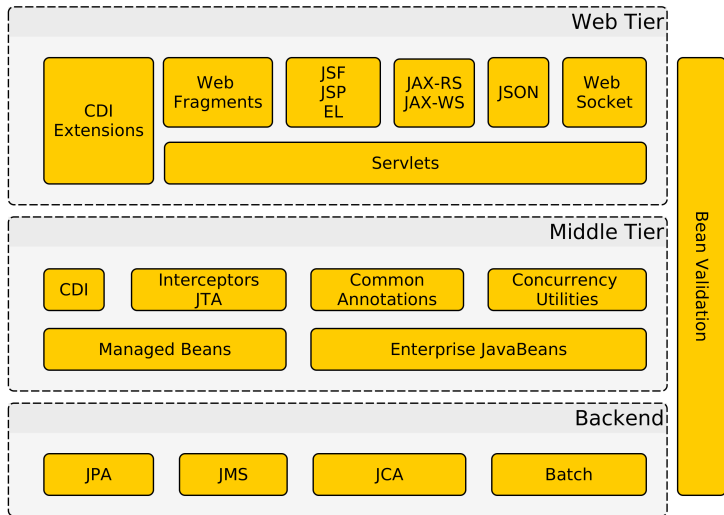 Web Tier
CDI
Extensions
Web
Fragments
JSF
JSP
EL
JAX-RS
JAX-WS
JSON
Web
Socket
Servlets
Bean Validation
Middle Tier
CDI
Interceptors
JTA
Common
Annotations
Concurrency
Utilities
Managed Beans
Enterprise JavaBeans
Backend
JPA
JMS
JCA
Batch